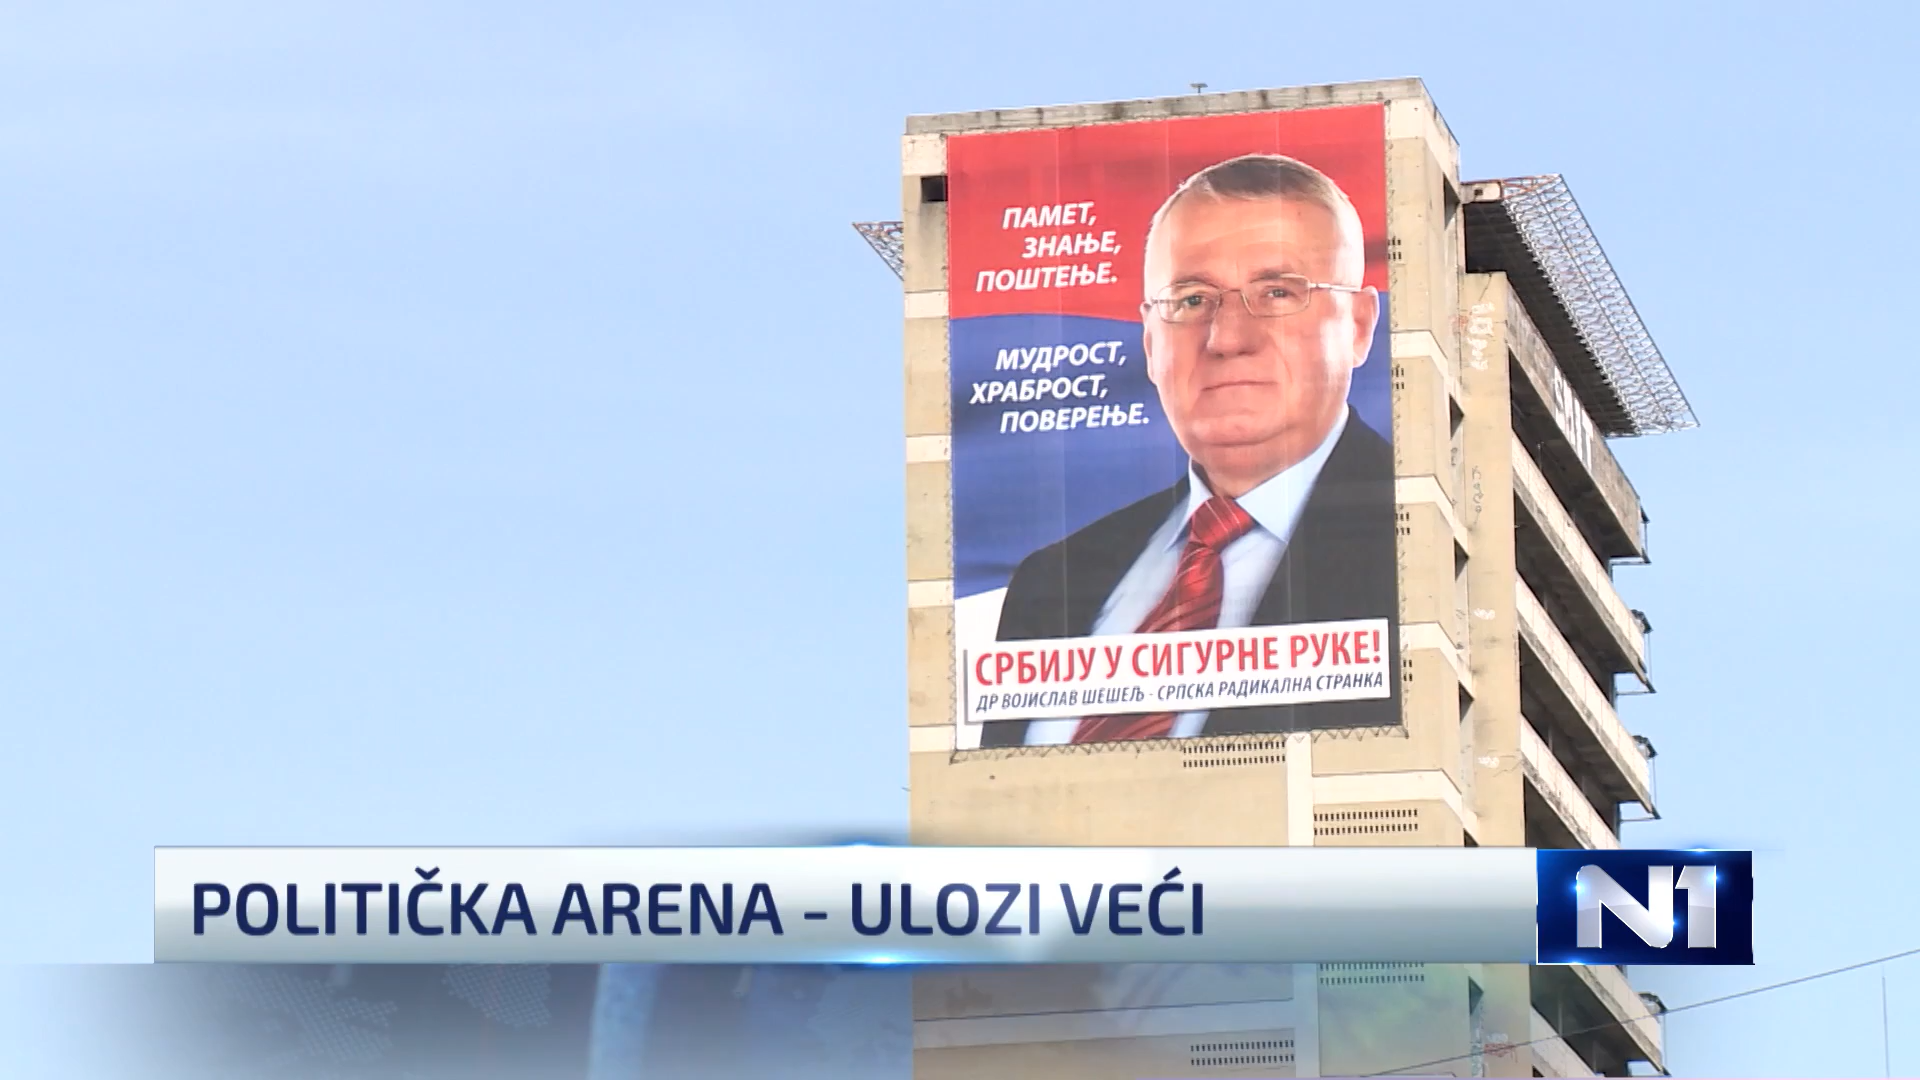 ПАМЕТ,
ЗНАЊЕ,
ПОШТЕЊЕ.
МУДРОСТ,
ХРАБРОСТ,
ПОВЕРЕЊЕ.
СРБИЈУ У СИГУРНЕ РУКЕ!
ДР ВОЈИСЛАВ ШЕШЕЉ - СРПСКА РАДИКАЛНА СТРАНКА
POLITIČKA ARENA - ULOZI VEĆI
N1